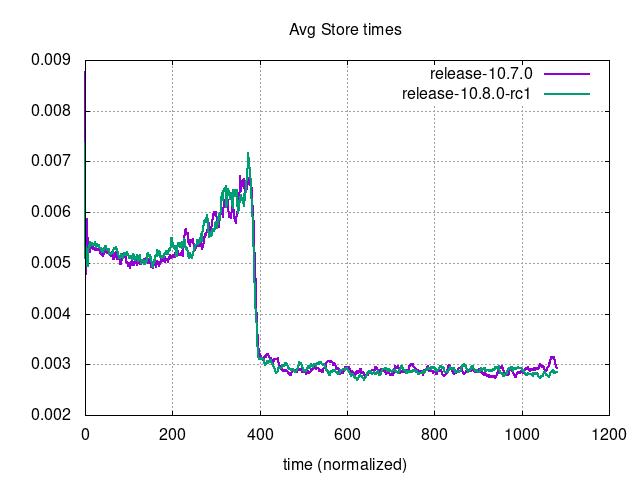 Avg Store times
release-10.7.0
release-10.8.0-rc1
0.009
0.008
0.007
0.006
0.005
0.004
0.003
0.002
0 200 400 600 800 1000 1200
time (normalized)